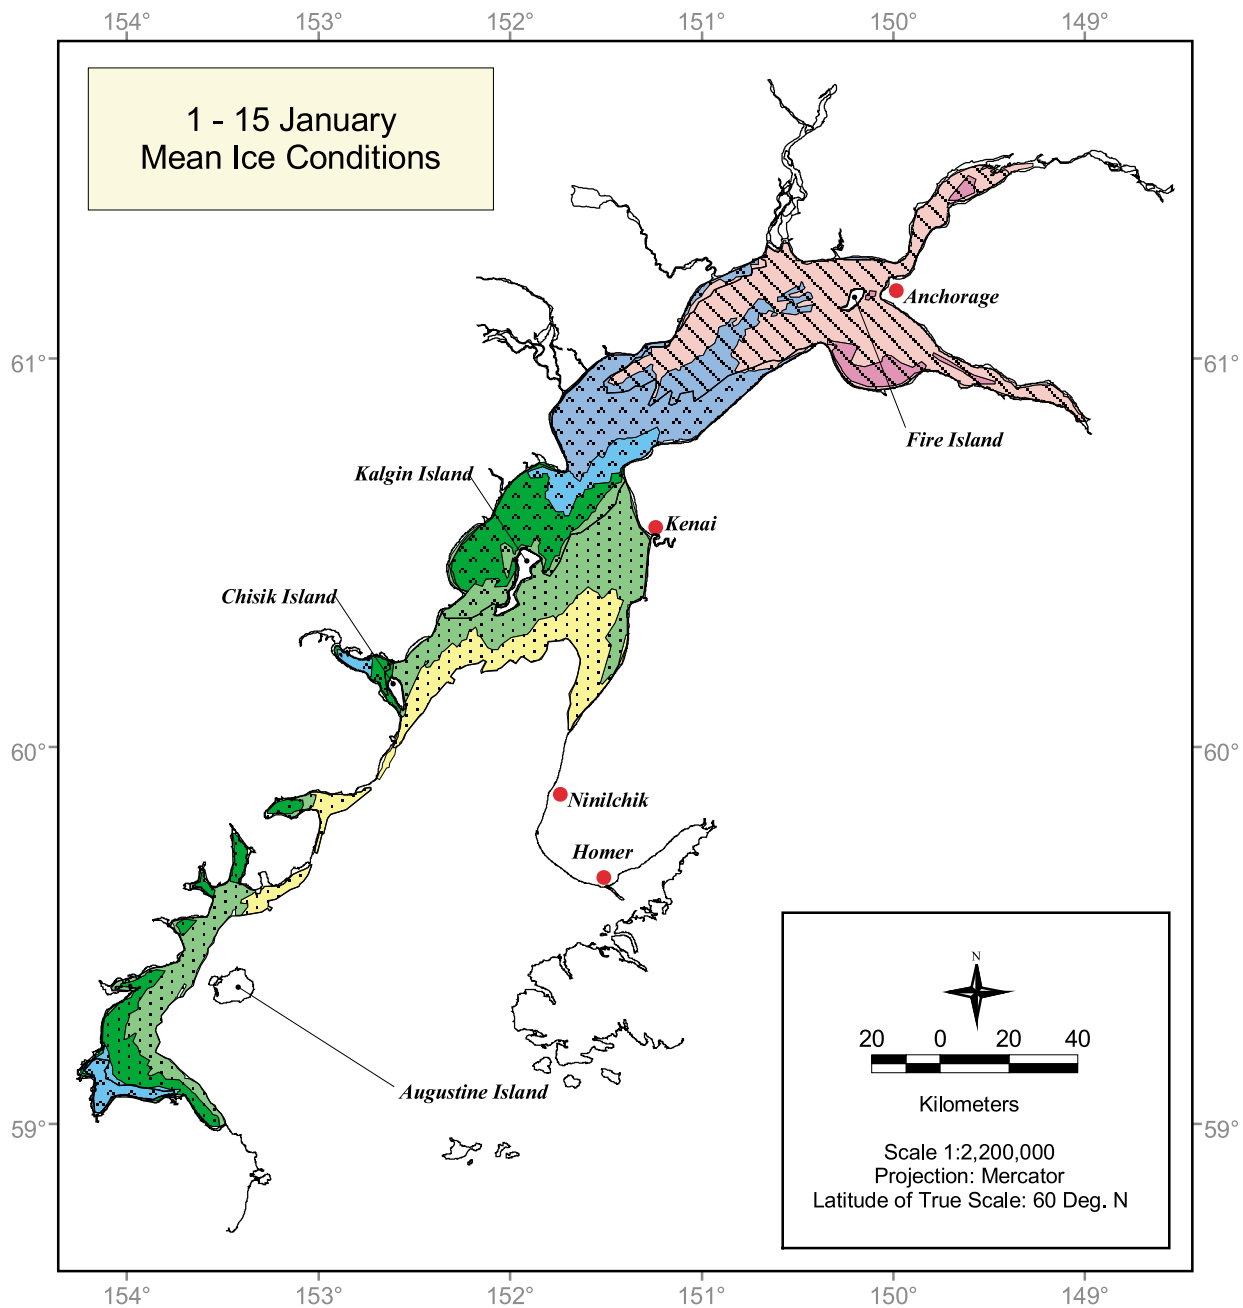 154° 153° 152° 151° 150° 149°
1 - 15 January
Mean Ice Conditions
Anchorage
61° 61°
Fire Island
Kalgin Island
Kenai
Chisik Island
60° 60°
Ninilchik
Homer
N
20 0 20 40
Kilometers
Augustine Island
59° 59°
Scale 1:2,200,000
Projection: Mercator
Latitude of True Scale: 60 Deg. N
154° 153° 152° 151° 150° 149°